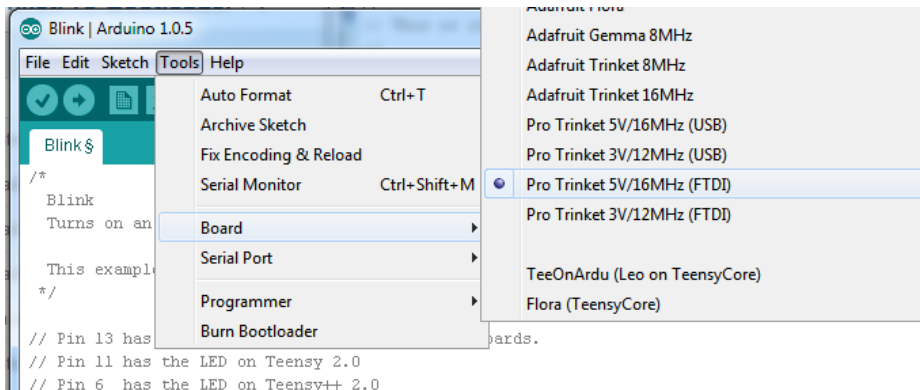 Blink | Arduino 1.0.5
File Edit Sketch Tools Help
Blink §
/*
Blink
Turns on an
This example
*/
// Pin 13 has
oards.
// Pin 11 has the LED on Teensy 2.0
// Pin 6 has the LED on Teensy++ 2.0
Auto Format Ctrl+T
Archive Sketch
Fix Encoding & Reload
Serial Monitor Ctrl+Shift+M
Board
Serial Port
Programmer
Burn Bootloader
Adafruit Flora
Adafruit Gemma 8MHz
Adafruit Trinket 8MHz
Adafruit Trinket 16MHz
Pro Trinket 5V/16MHz (USB)
Pro Trinket 3V/12MHz (USB)
Pro Trinket 5V/16MHz (FTDI)
Pro Trinket 3V/12MHz (FTDI)
TeeOnArdu (Leo on TeensyCore)
Flora (TeensyCore)